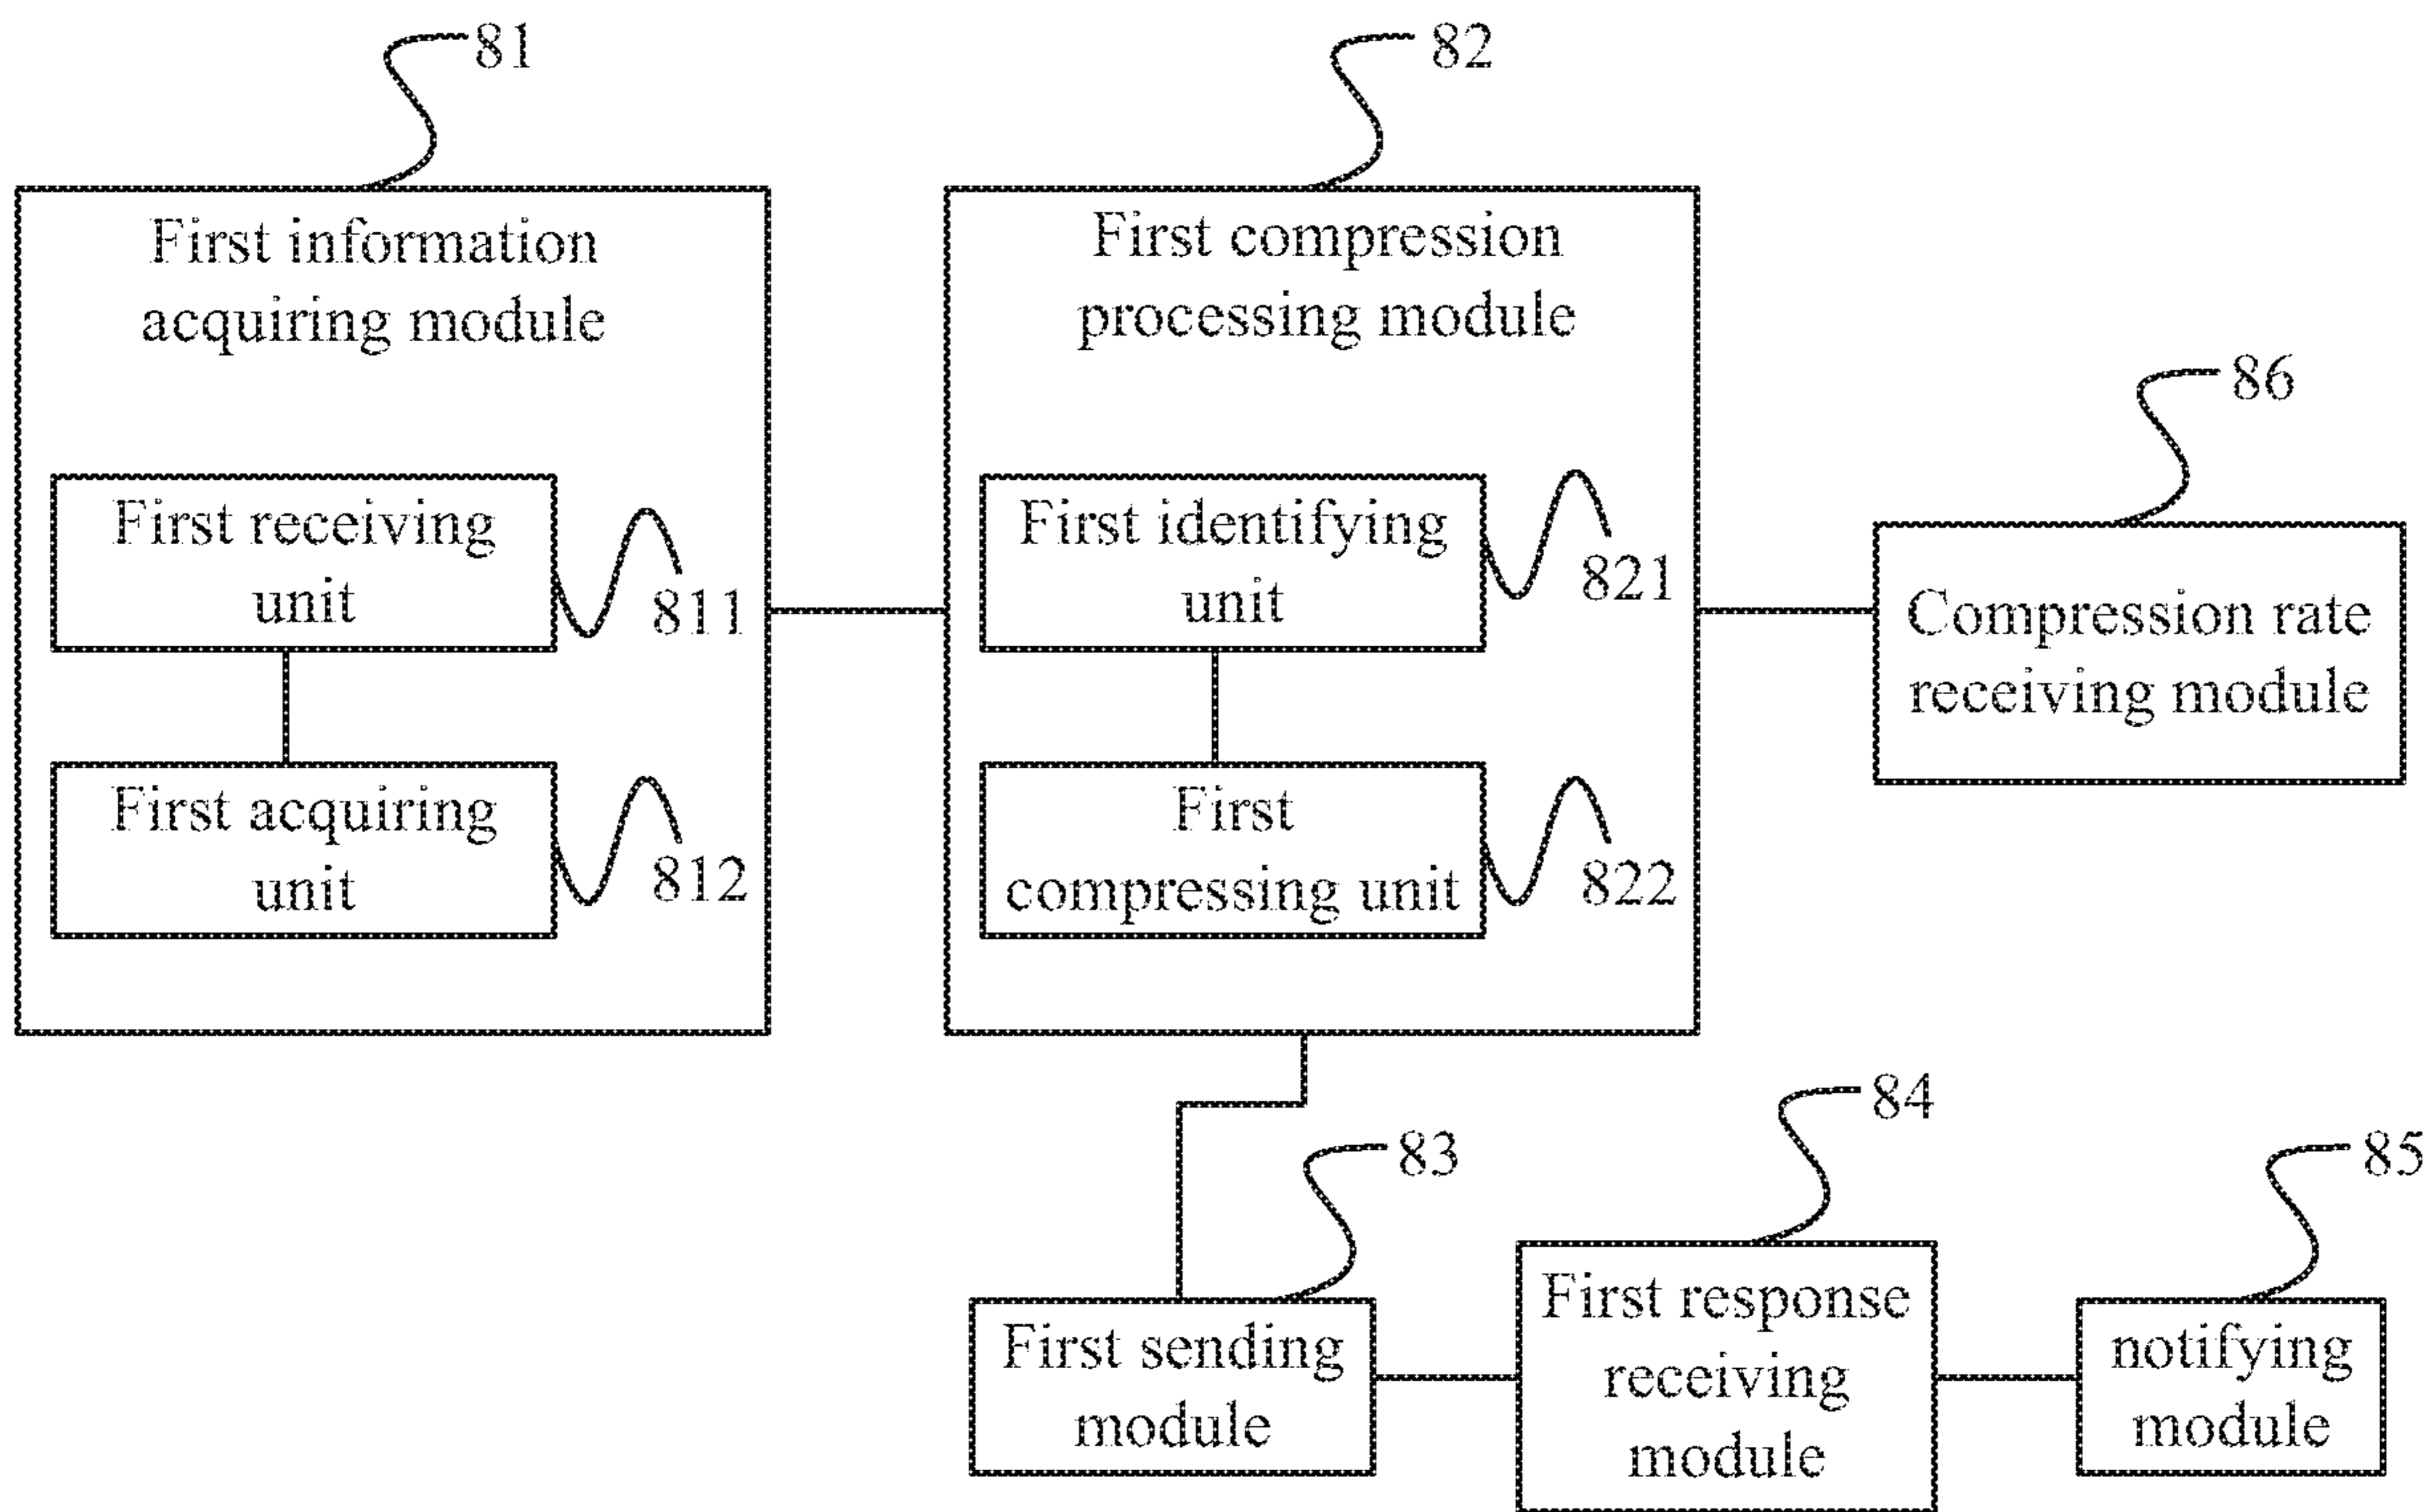 81
82
First information
acquiring module
First compression
processing module
86
First receiving
unit
811
First identifying
unit
821
Compression rate
receiving module
First acquiring
unit
812
First
compressing unit
822
84
83
85
First sending
module
First response
receiving
module
notifying
module